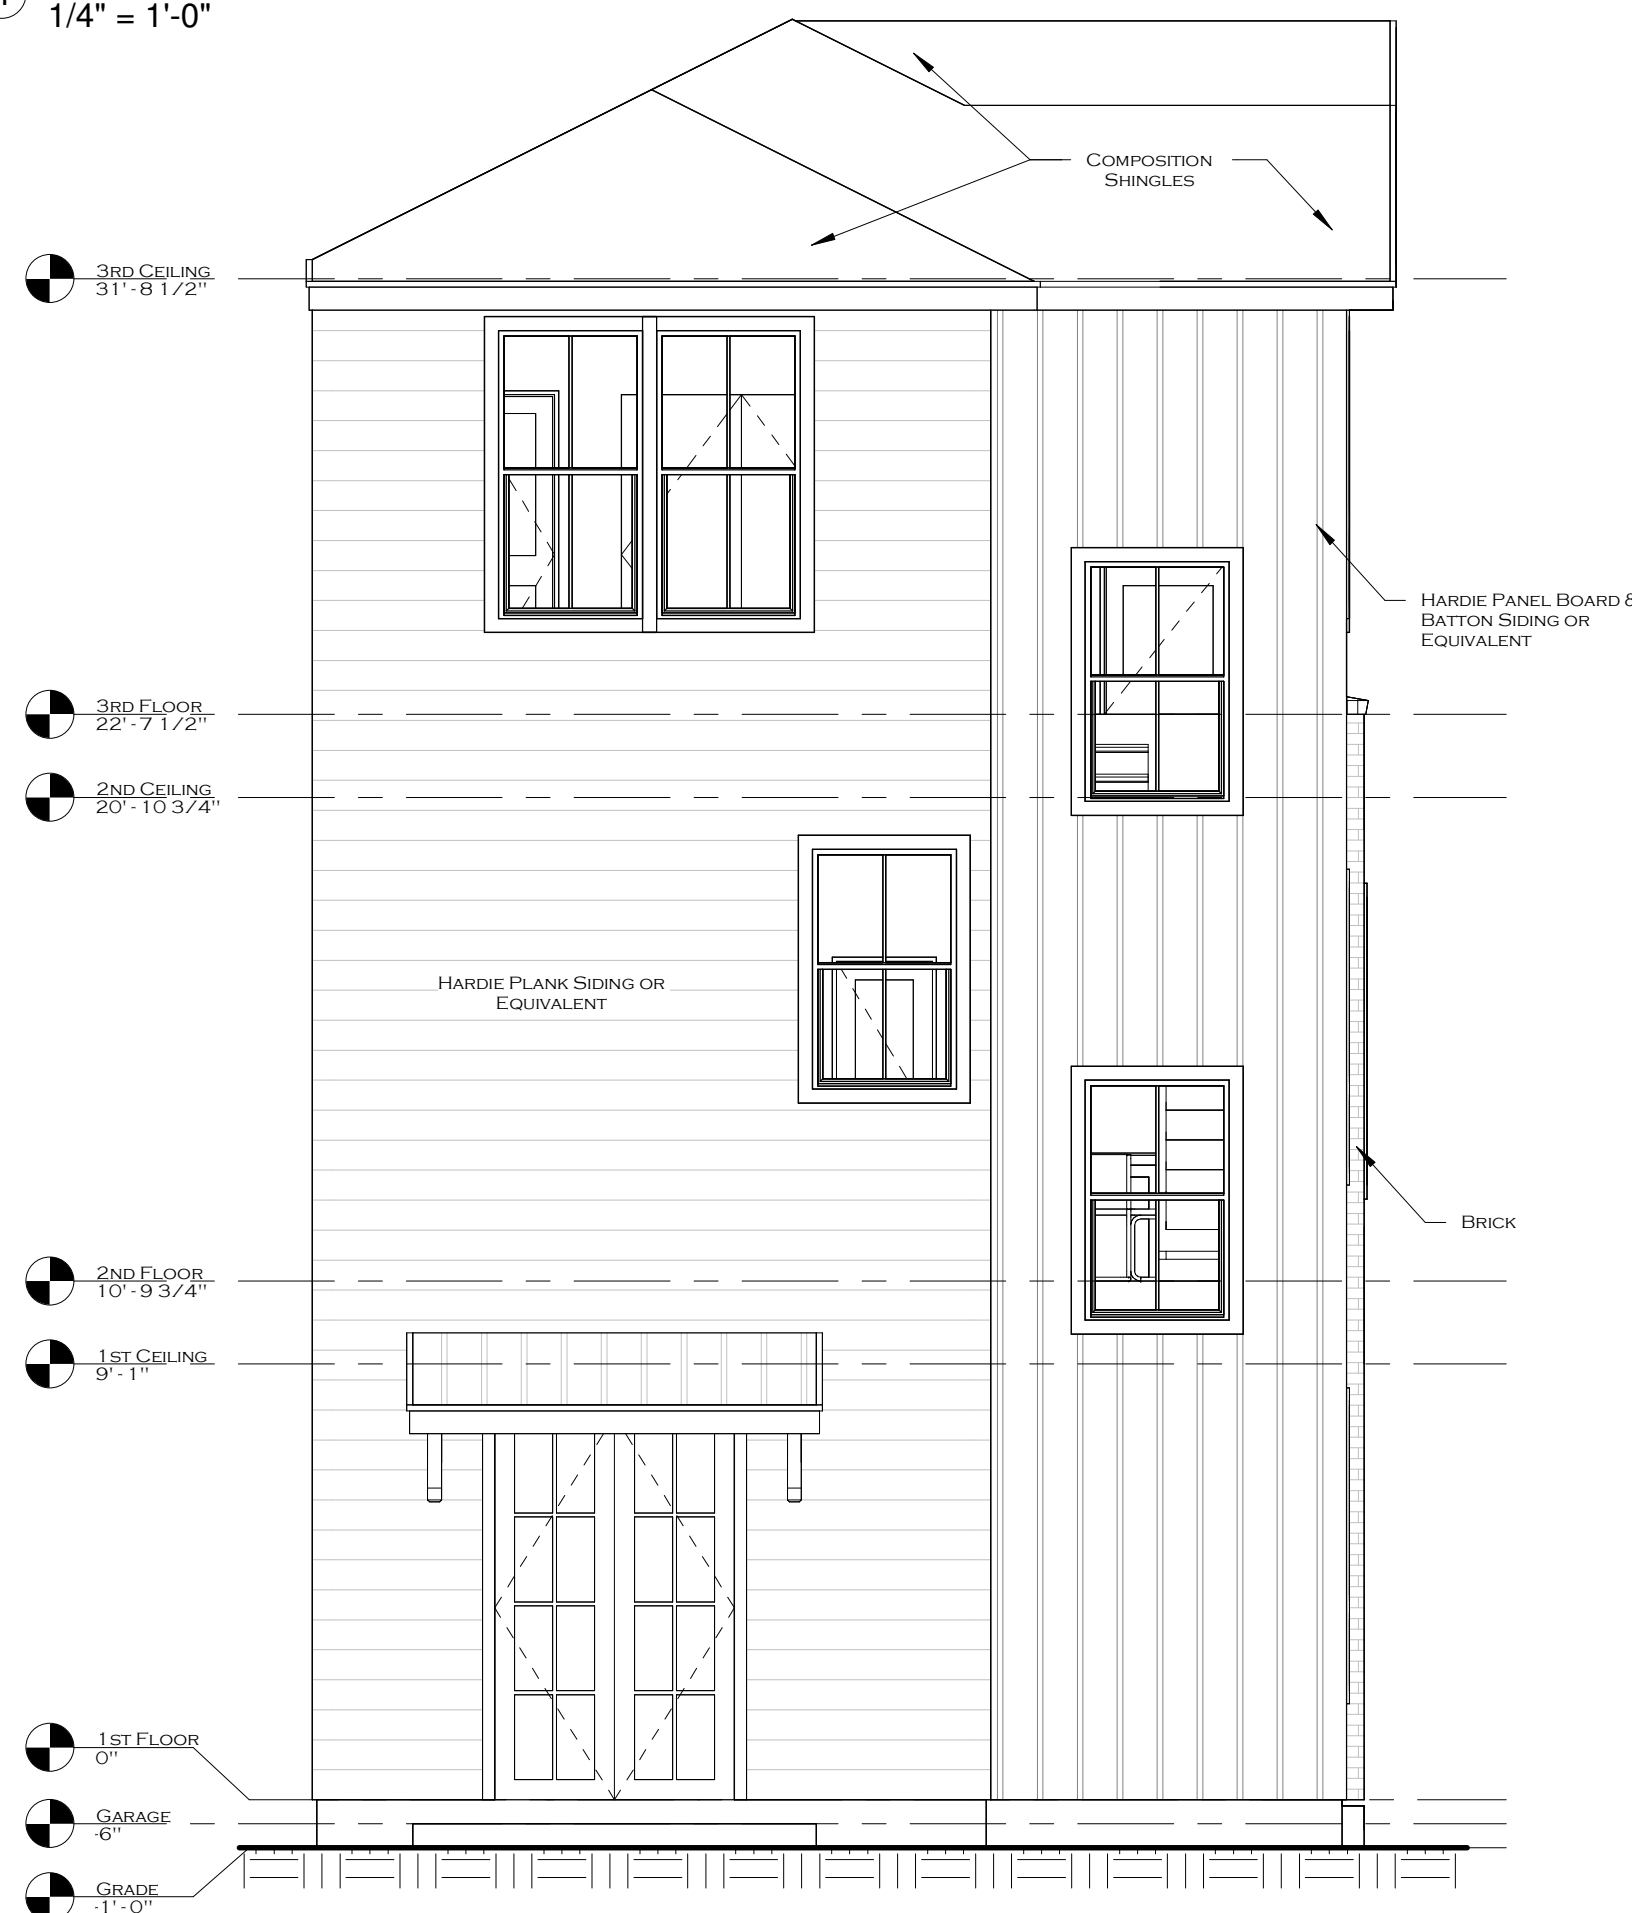 1/4" = 1'-0"
COMPOSITION
SHINGLES
3RD CEILING
31'-8 1/2"
HARDIE PANEL BOARD &
BATTON SIDING OR
EQUIVALENT
3RD FLOOR
22'-7 1/2"
2ND CEILING
20'-10 3/4"
HARDIE PLANK SIDING OR
EQUIVALENT
BRICK
2ND FLOOR
10'-9 3/4"
1ST CEILING
9'-1"
1ST FLOOR
0"
GARAGE
-6"
GRADE
-1'-0"